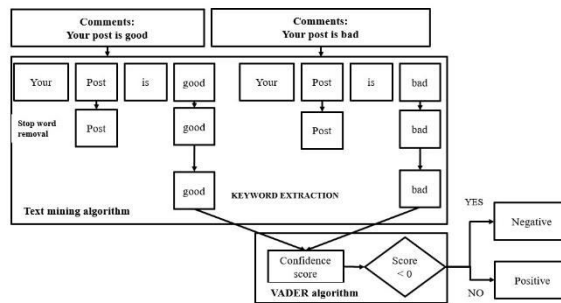 Comments:
Your post is good
Comments:
Your post is bad
Your Post is good Your Post is bad
Stop word
removal
Post good Post bad
good KEYWORD EXTRACTION bad
Text mining algorithm
YES
Negative
Confidence
score
Score
< 0
NO
Positive
VADER algorithm